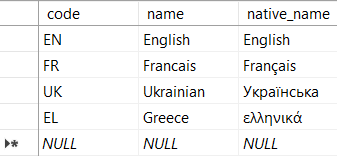 code name native_name
EN English English
FR Francais Français
UK Ukrainian Українська
EL Greece ελληνικά
NULL NULL NULL